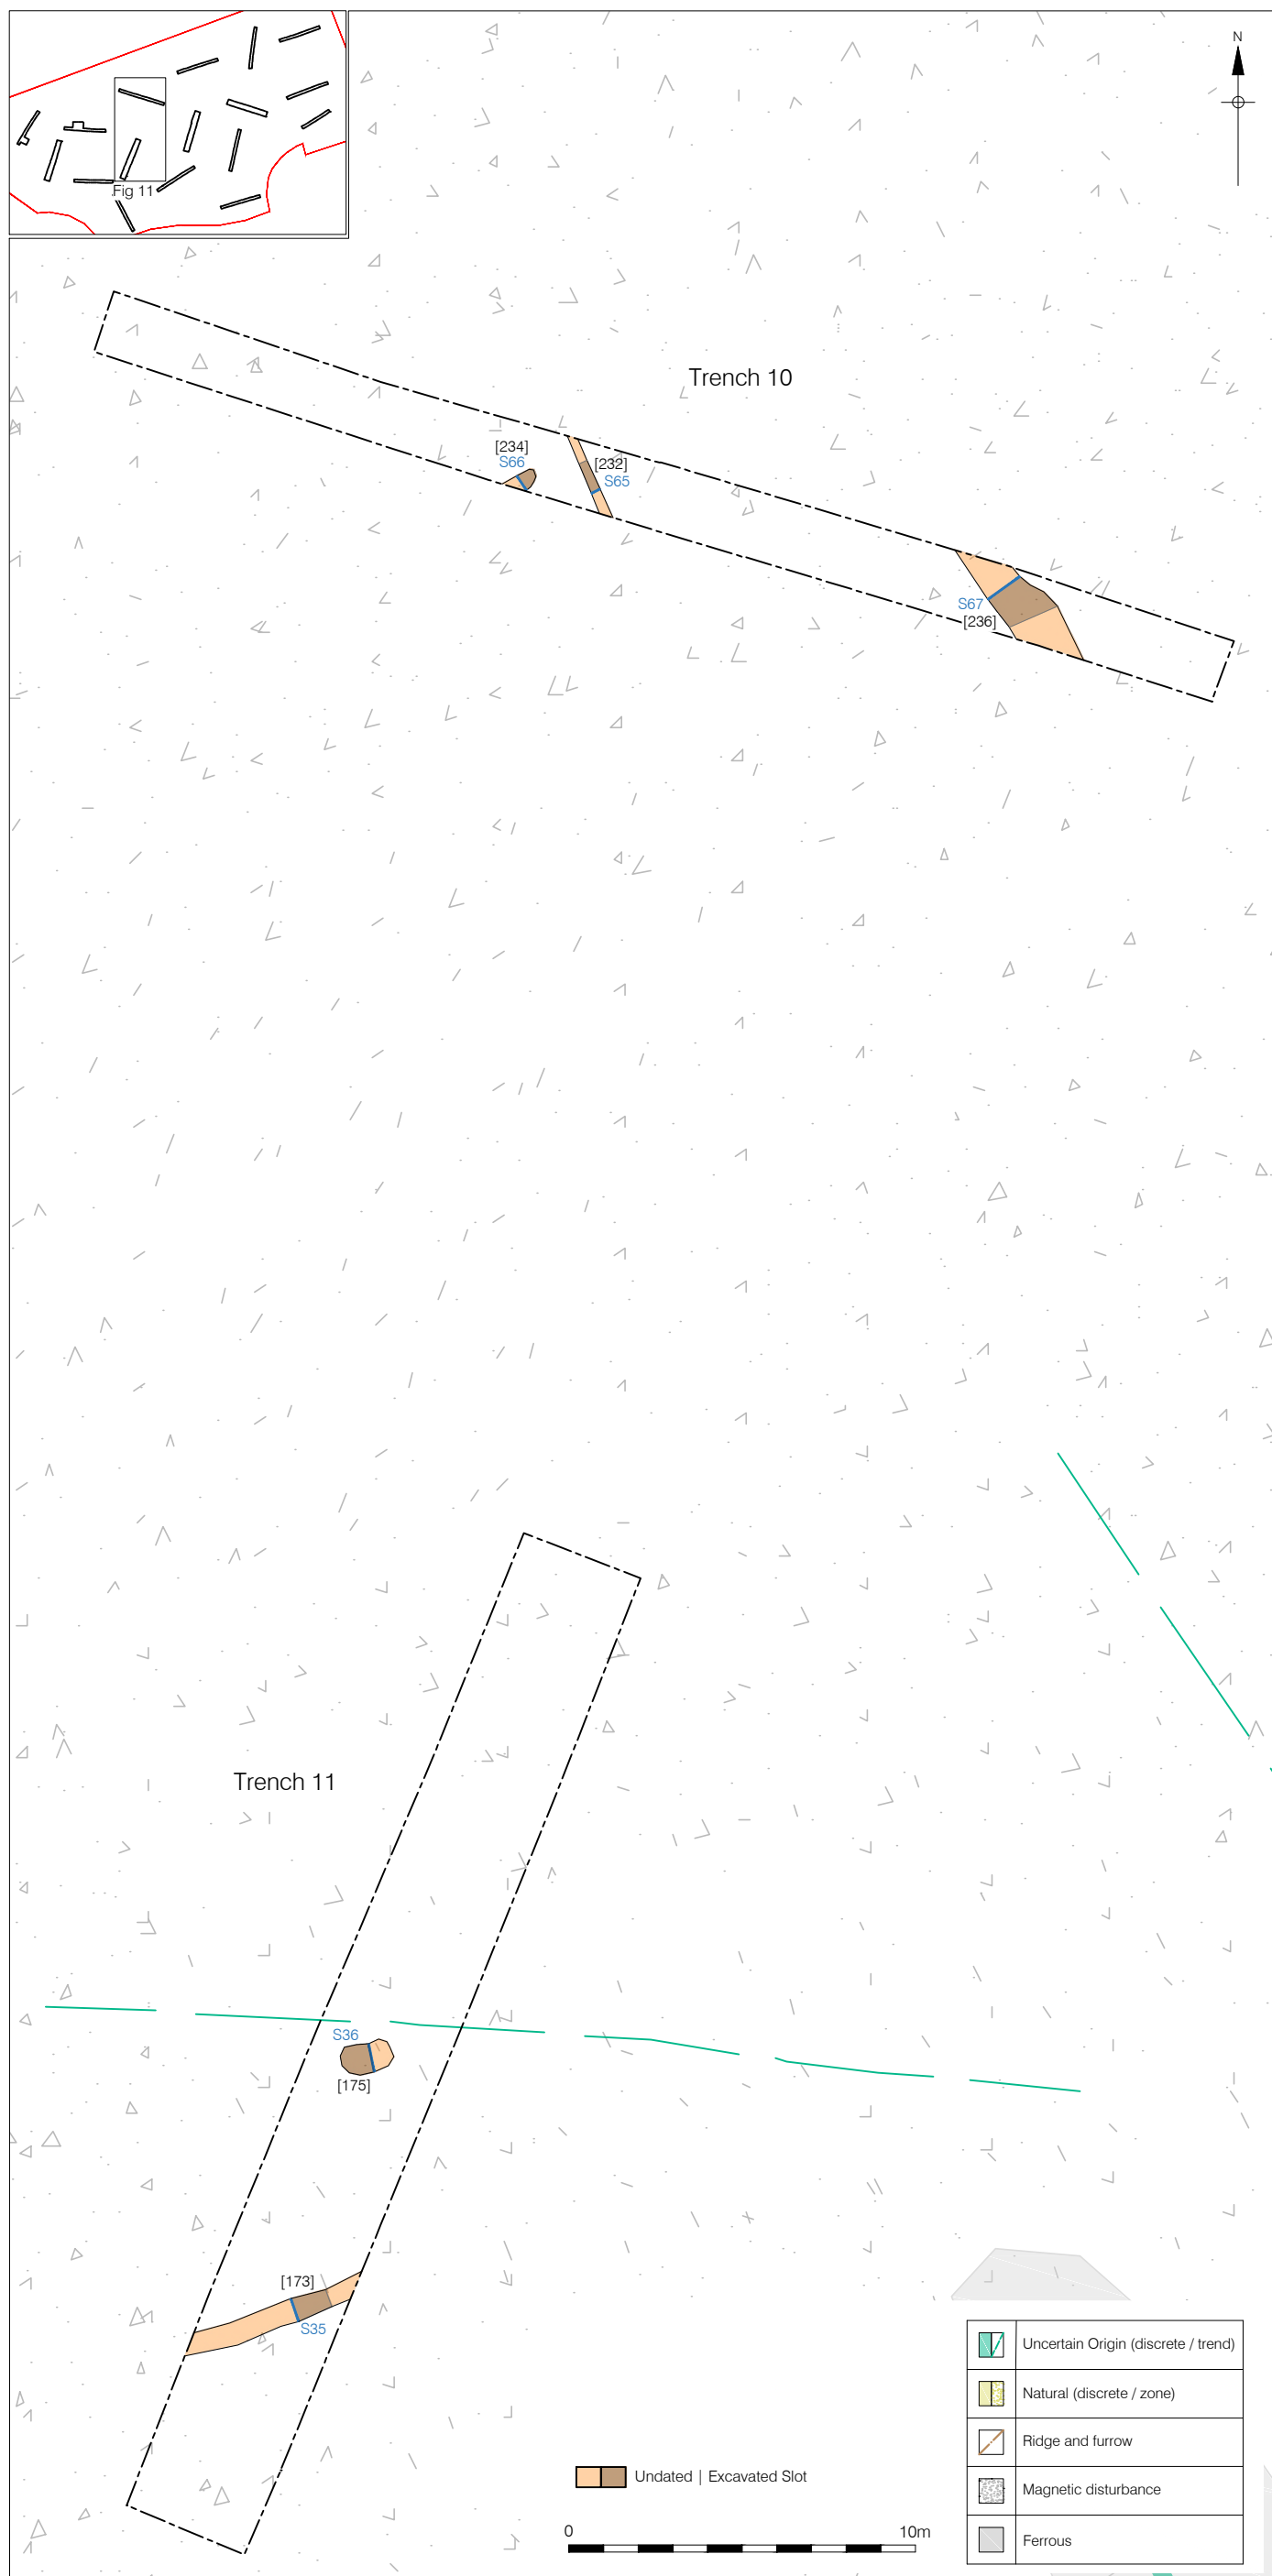 Fig 11
N
Trench 10
[234]
S66
[232]
S65
S67
[236]
Trench 11
S36
[175]
[173]
S35
Uncertain Origin (discrete / trend)
Natural (discrete / zone)
Ridge and furrow
Magnetic disturbance
Ferrous
Undated | Excavated Slot
0 10m